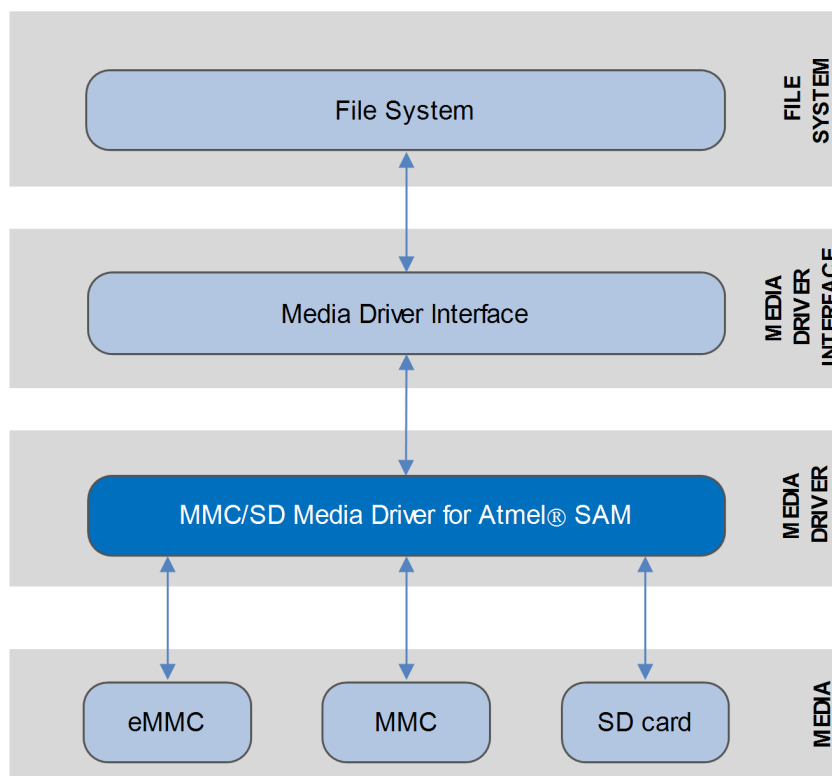 File System
FILE
SYSTEM
Media Driver Interface
MEDIA
DRIVER
INTERFACE
MMC/SD Media Driver for Atmel® SAM
MEDIA
DRIVER
eMMC
MMC
SD card
MEDIA